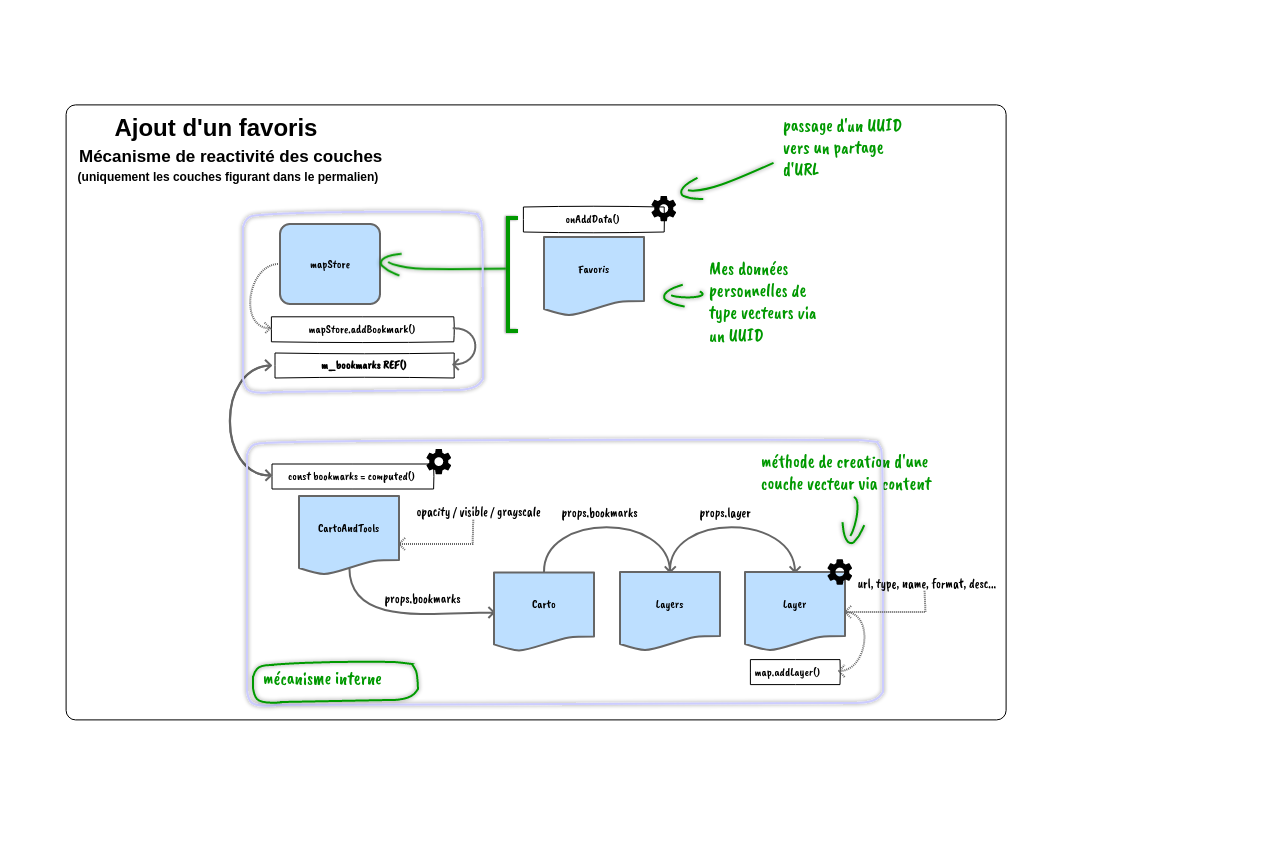 Ajout d'un favoris
Mécanisme de reactivité des couches
(uniquement les couches figurant dans le permalien)
passage d'un UUID
vers un partage
d'URL
onAddData()
Favoris
mapStore
Mes données
personnelles de
type vecteurs via
un UUID
mapStore.addBookmark()
m_bookmarks REF()
const bookmarks = computed()
méthode de creation d'une
couche vecteur via content
CartoAndTools
opacity / visible / grayscale
props.bookmarks
props.layer
props.bookmarks
Carto
Layers
Layer
url, type, name, format, desc...
map.addLayer()
mécanisme interne